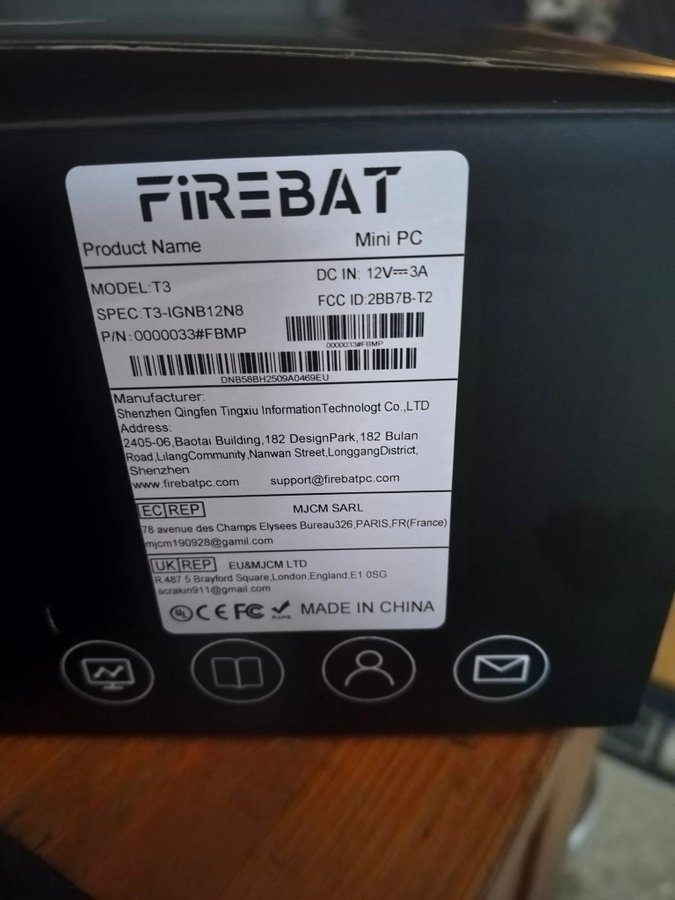 FiREBAT
Product Name Mini PC
MODEL:T3 DC IN: 12V⎓3A
SPEC:T3-IGNB12N8 FCC ID:2BB7B-T2
P/N:0000033#FBMP
0000033#FBMP
DNB58BH2509A0469EU
Manufacturer:
Shenzhen Qingfen Tingxiu InformationTechnologt Co.,LTD
Address:
2405-06,Baotai Building,182 DesignPark,182 Bulan
Road,LilangCommunity,Nanwan Street,LonggangDistrict,
Shenzhen
www.firebatpc.com support@firebatpc.com
EC REP MJCM SARL
78 avenue des Champs Elysees Bureau326,PARIS,FR(France)
mjcm190928@gamil.com
UK REP EU&MJCM LTD
R.487 5 Brayford Square,London,England,E1 0SG
scrakin911@gmail.com
UL CE FC RoHS MADE IN CHINA